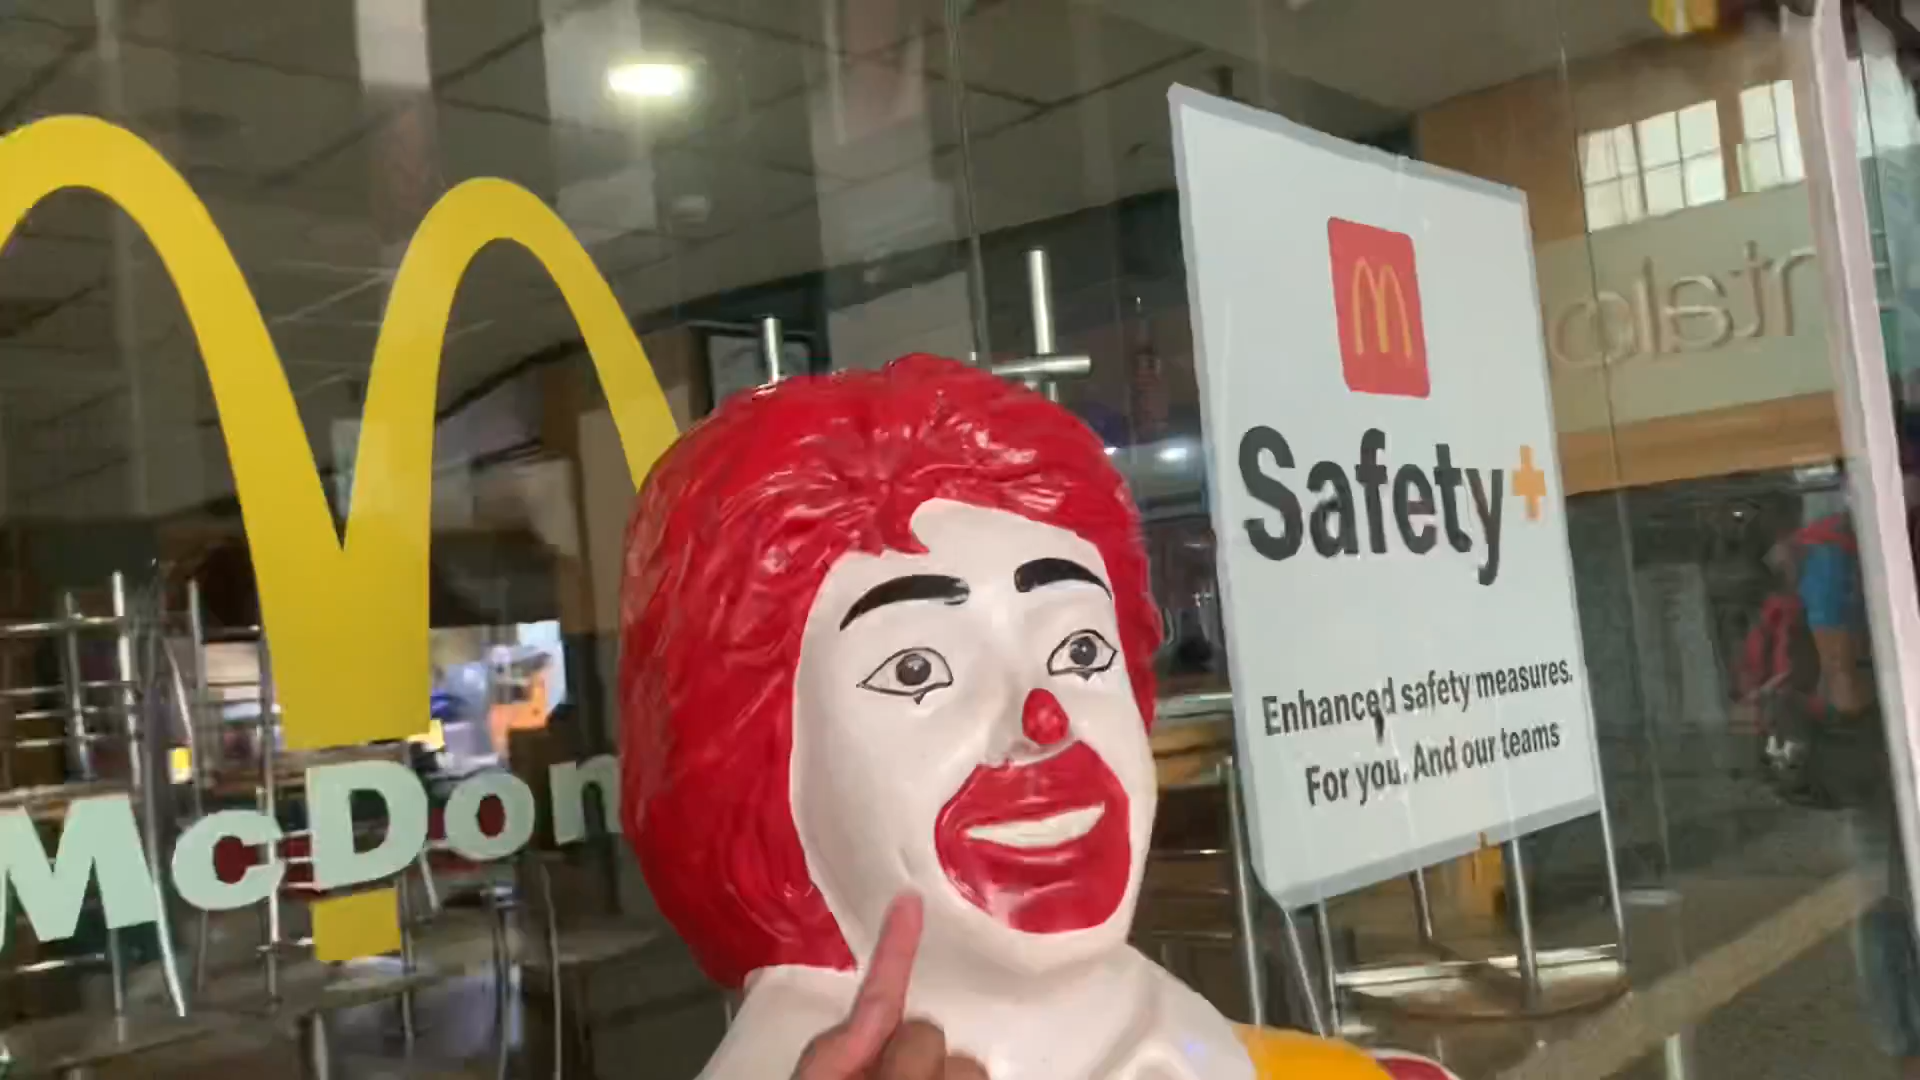 McDon
Safety+
Enhanced safety measures.
For you. And our teams